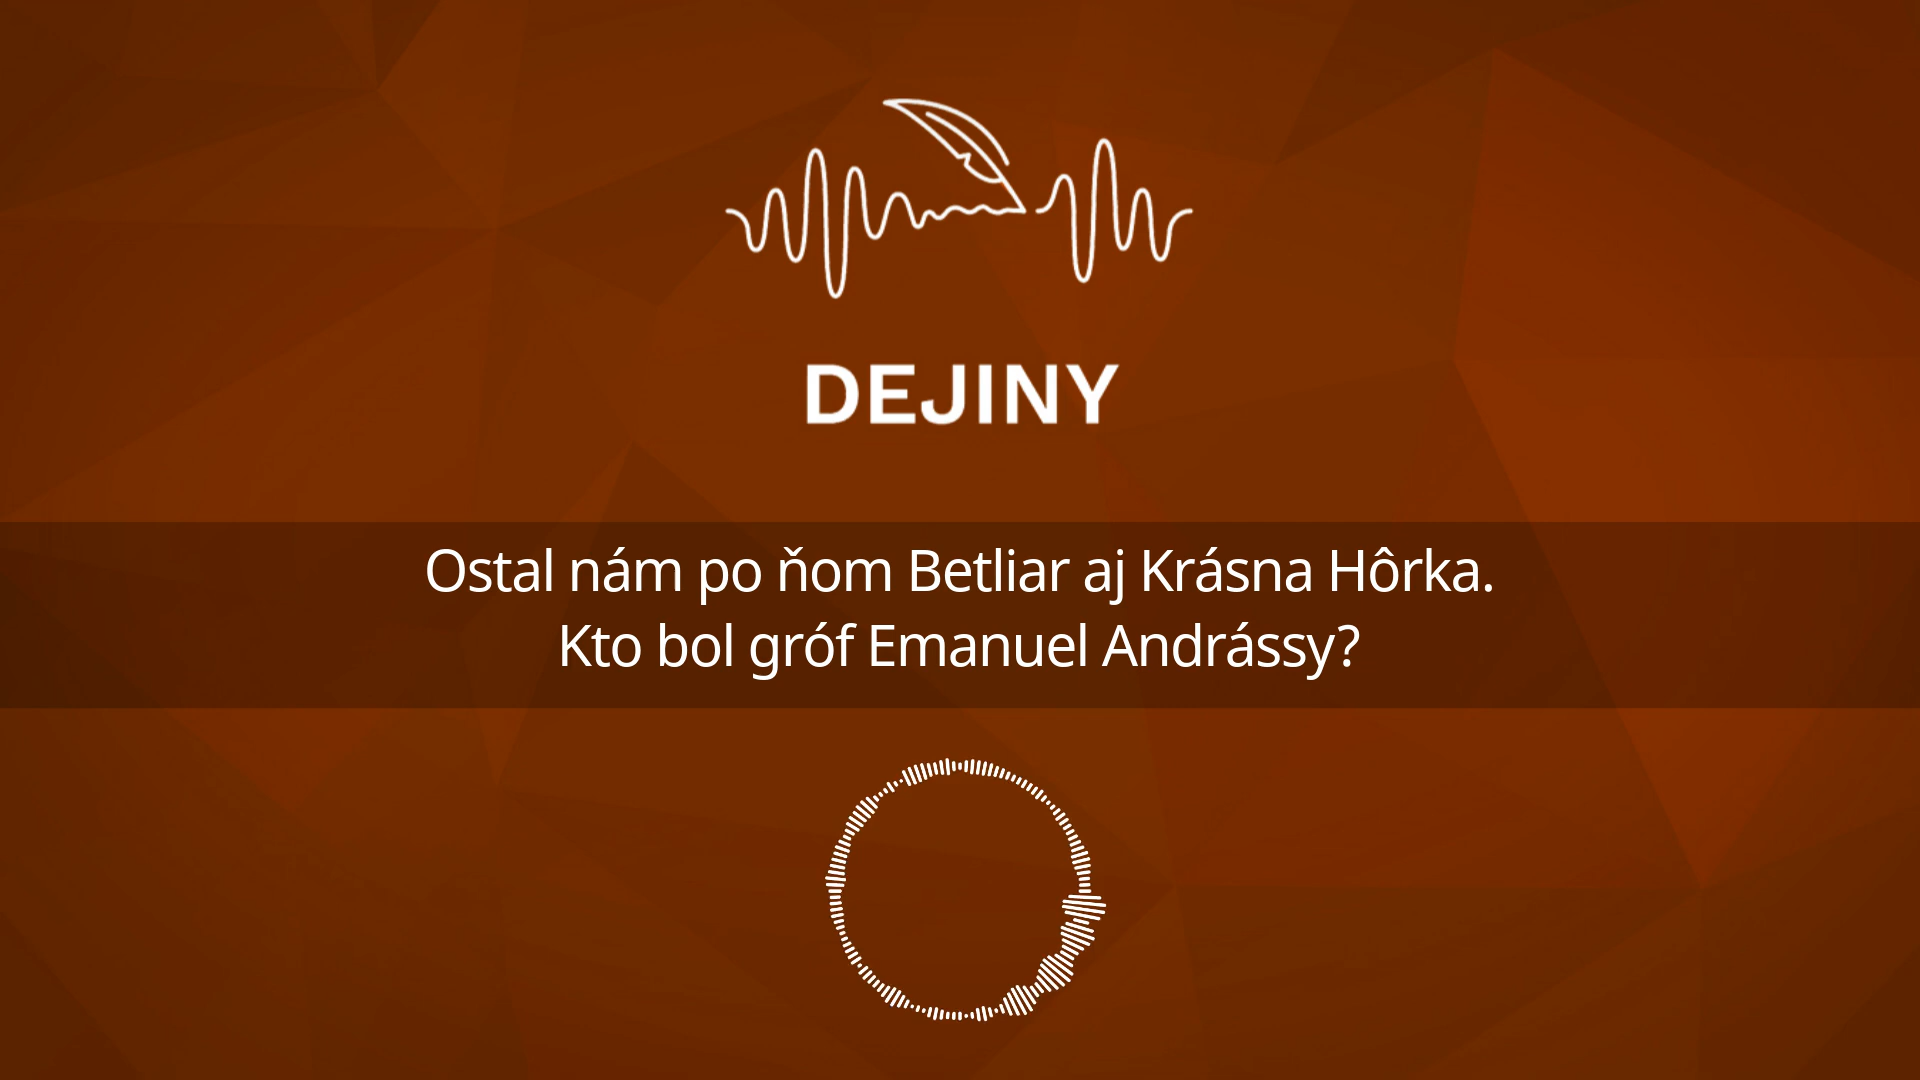 DEJINY
Ostal nám po ňom Betliar aj Krásna Hôrka.
Kto bol gróf Emanuel Andrássy?